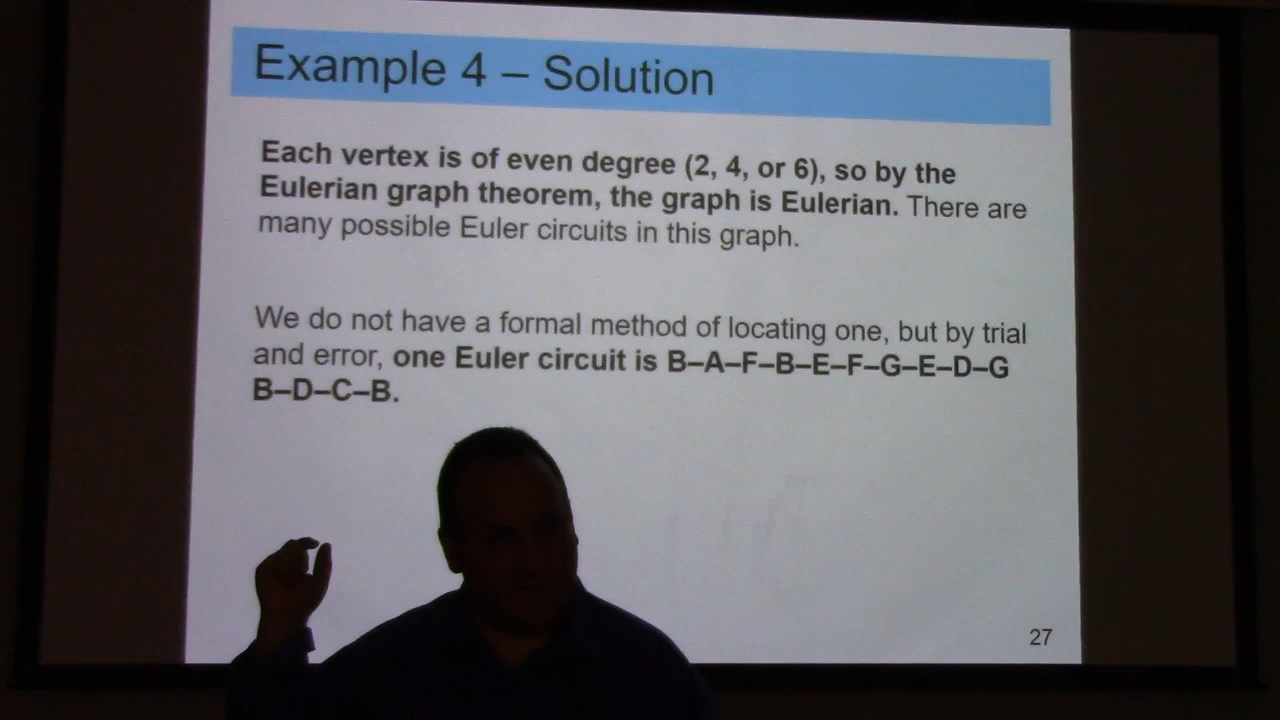 Example 4 – Solution
Each vertex is of even degree (2, 4, or 6), so by the
Eulerian graph theorem, the graph is Eulerian. There are
many possible Euler circuits in this graph.
We do not have a formal method of locating one, but by trial
and error, one Euler circuit is B–A–F–B–E–F–G–E–D–G
B–D–C–B.
27